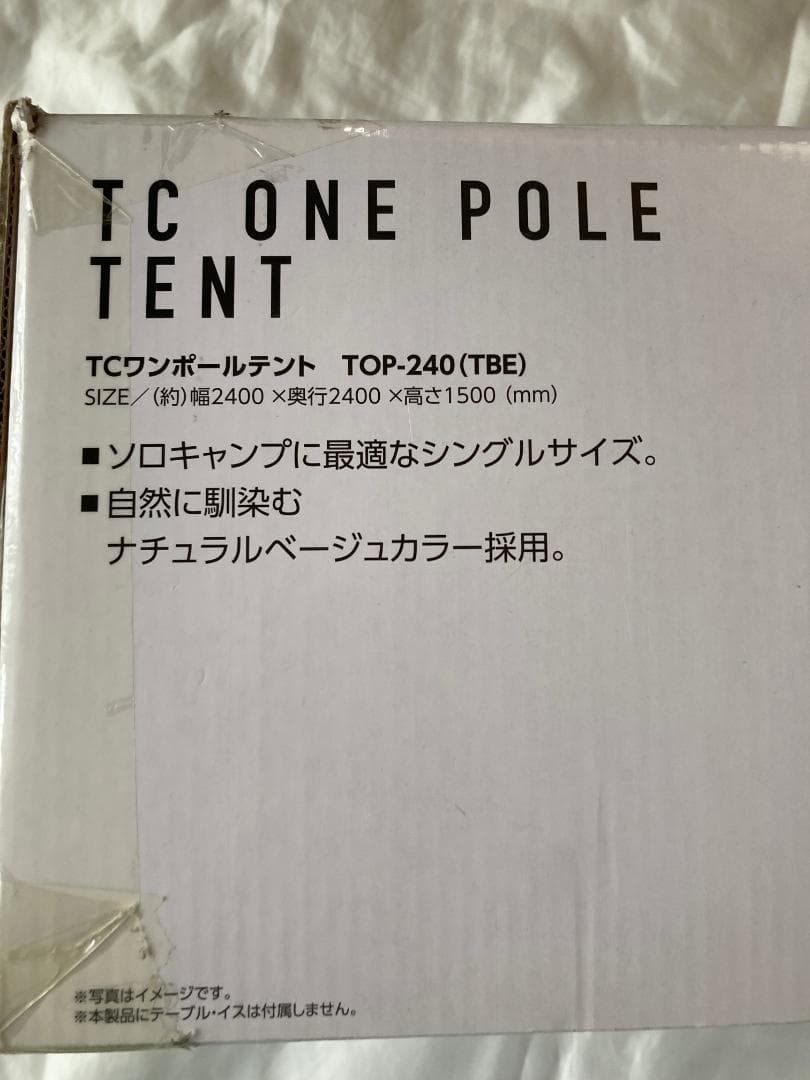 TC ONE POLE
TENT
TCワンポールテント　TOP-240(TBE)
SIZE／(約)幅2400×奥行2400×高さ1500 (mm)
■ソロキャンプに最適なシングルサイズ。
■自然に馴染む
ナチュラルベージュカラー採用。
※写真はイメージです。
※本製品にテーブル・イスは付属しません。